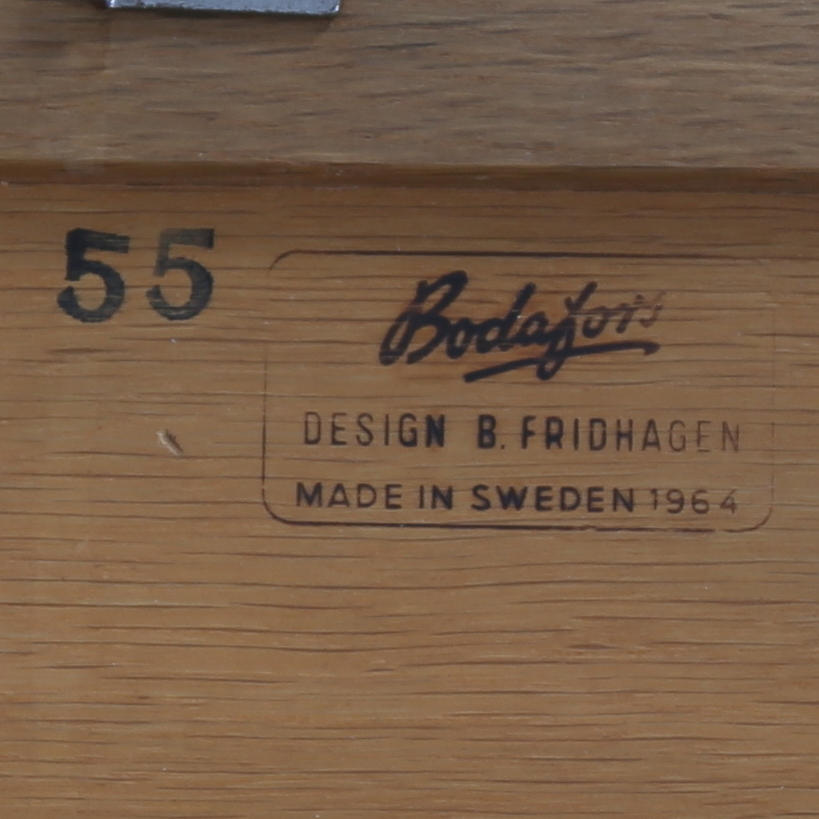 55
Bodafors
DESIGN B. FRIDHAGEN
MADE IN SWEDEN 1964